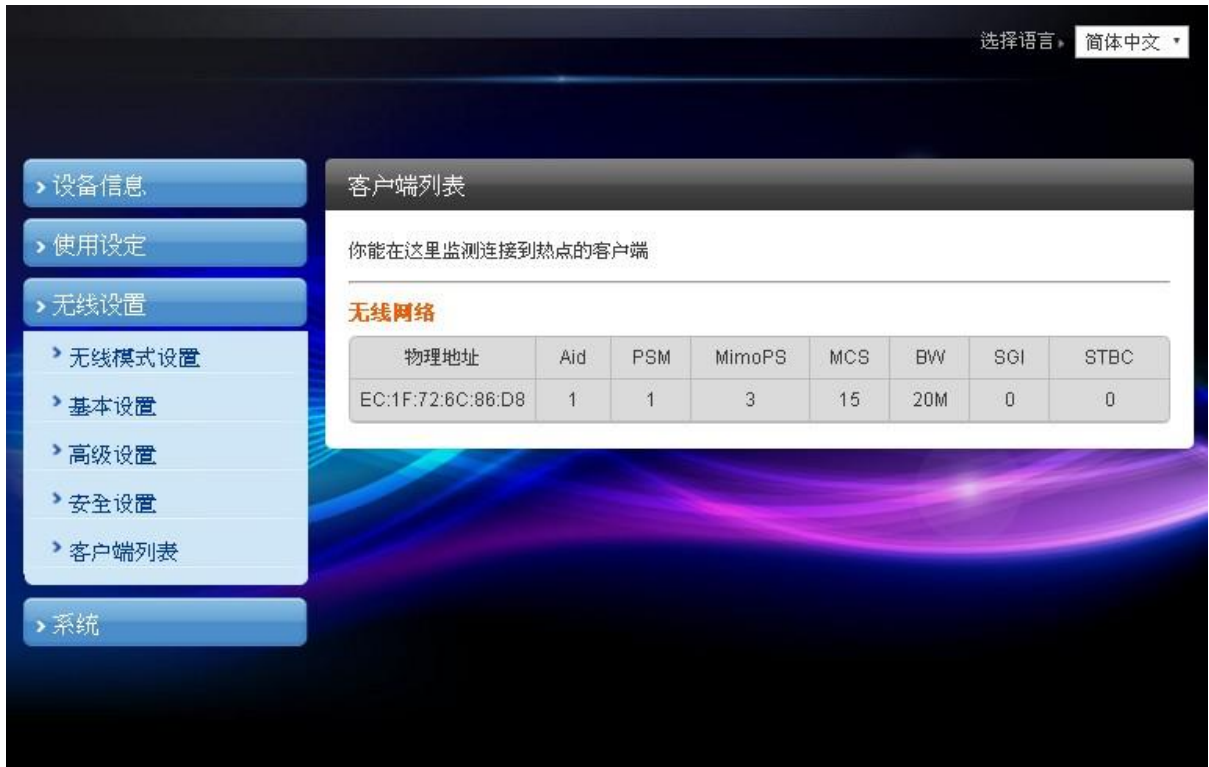 选择语言 简体中文
设备信息
使用设定
无线设置
无线模式设置
基本设置
高级设置
安全设置
客户端列表
系统
客户端列表
你能在这里监测连接到热点的客户端
无线网络
物理地址 Aid PSM MimoPS MCS BW SGI STBC
EC:1F:72:6C:86:D8 1 1 3 15 20M 0 0